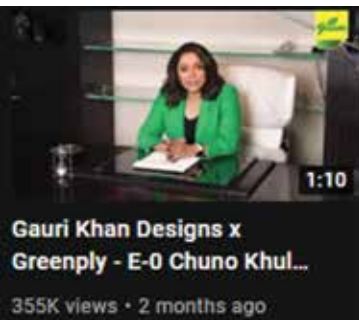 1:10
Gauri Khan Designs x
Greenply - E-0 Chuno Khul...
355K views • 2 months ago